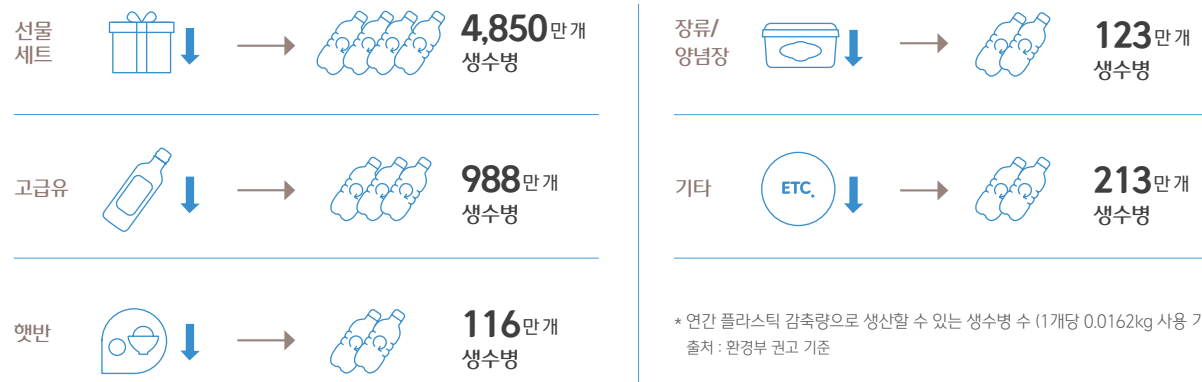 선물
세트
4,850만 개
생수병
고급유
988만 개
생수병
햇반
116만 개
생수병
장류/
양념장
123만 개
생수병
기타
ETC.
213만 개
생수병
* 연간 플라스틱 감축량으로 생산할 수 있는 생수병 수 (1개당 0.0162kg 사용
출처 : 환경부 권고 기준